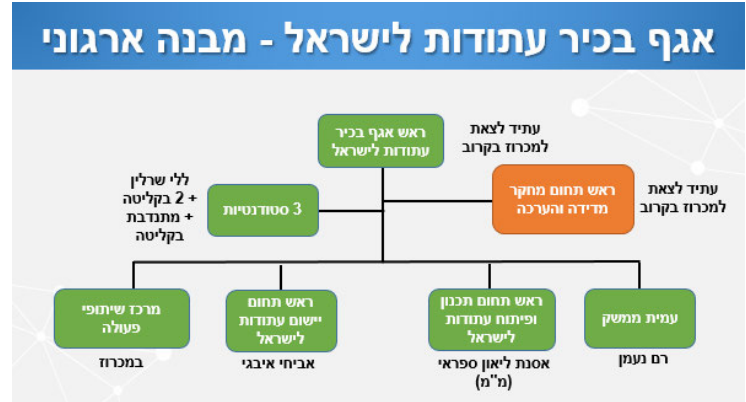 אגף בכיר עתודות לישראל - מבנה ארגוני
ראש אגף בכיר
עתודות לישראל
עתיד לצאת
למכרוז בקרוב
ראש תחום מחקר
מדידה והערכה
עתיד לצאת
למכרוז בקרוב
3 סטודנטיות
ללי שרלין
+ 2 בקליטה
+ מתנדבת
בקליטה
עמית ממשק
רם נעמן
ראש תחום תכנון
ופיתוח עתודות
לישראל
אסנת ליאון ספראי
(מ"מ)
ראש תחום
יישום עתודות
לישראל
אביחי איבגי
מרכז שיתופי
פעולה
במכרוז